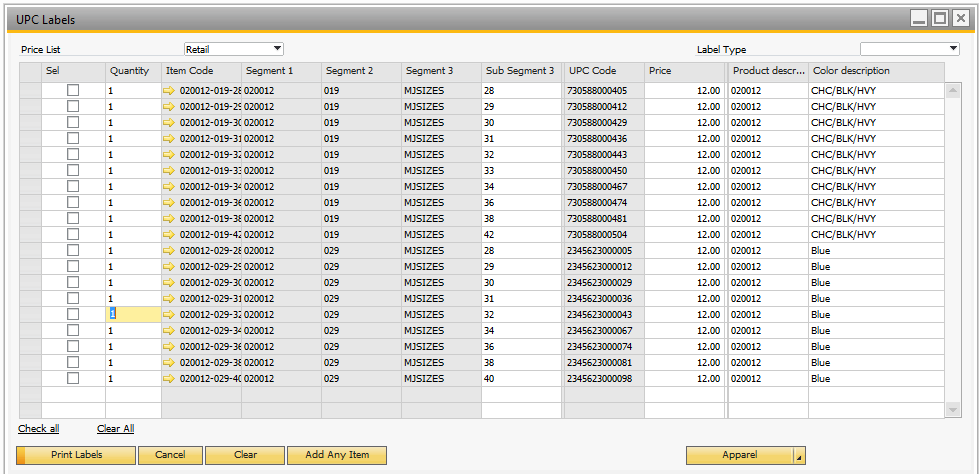 UPC Labels
Price List Retail Label Type
Sel Quantity Item Code Segment 1 Segment 2 Segment 3 Sub Segment 3 UPC Code Price Product descr... Color description
1 020012-019-28 020012 019 MJSIZES 28 730588000405 12.00 020012 CHC/BLK/HVY
1 020012-019-29 020012 019 MJSIZES 29 730588000412 12.00 020012 CHC/BLK/HVY
1 020012-019-30 020012 019 MJSIZES 30 730588000429 12.00 020012 CHC/BLK/HVY
1 020012-019-31 020012 019 MJSIZES 31 730588000436 12.00 020012 CHC/BLK/HVY
1 020012-019-32 020012 019 MJSIZES 32 730588000443 12.00 020012 CHC/BLK/HVY
1 020012-019-33 020012 019 MJSIZES 33 730588000450 12.00 020012 CHC/BLK/HVY
1 020012-019-34 020012 019 MJSIZES 34 730588000467 12.00 020012 CHC/BLK/HVY
1 020012-019-36 020012 019 MJSIZES 36 730588000474 12.00 020012 CHC/BLK/HVY
1 020012-019-38 020012 019 MJSIZES 38 730588000481 12.00 020012 CHC/BLK/HVY
1 020012-019-42 020012 019 MJSIZES 42 730588000504 12.00 020012 CHC/BLK/HVY
1 020012-029-28 020012 029 MJSIZES 28 2345623000005 12.00 020012 Blue
1 020012-029-29 020012 029 MJSIZES 29 2345623000012 12.00 020012 Blue
1 020012-029-30 020012 029 MJSIZES 30 2345623000029 12.00 020012 Blue
1 020012-029-31 020012 029 MJSIZES 31 2345623000036 12.00 020012 Blue
1 020012-029-32 020012 029 MJSIZES 32 2345623000043 12.00 020012 Blue
1 020012-029-34 020012 029 MJSIZES 34 2345623000067 12.00 020012 Blue
1 020012-029-36 020012 029 MJSIZES 36 2345623000074 12.00 020012 Blue
1 020012-029-38 020012 029 MJSIZES 38 2345623000081 12.00 020012 Blue
1 020012-029-40 020012 029 MJSIZES 40 2345623000098 12.00 020012 Blue
Check all Clear All
Print Labels Cancel Clear Add Any Item Apparel